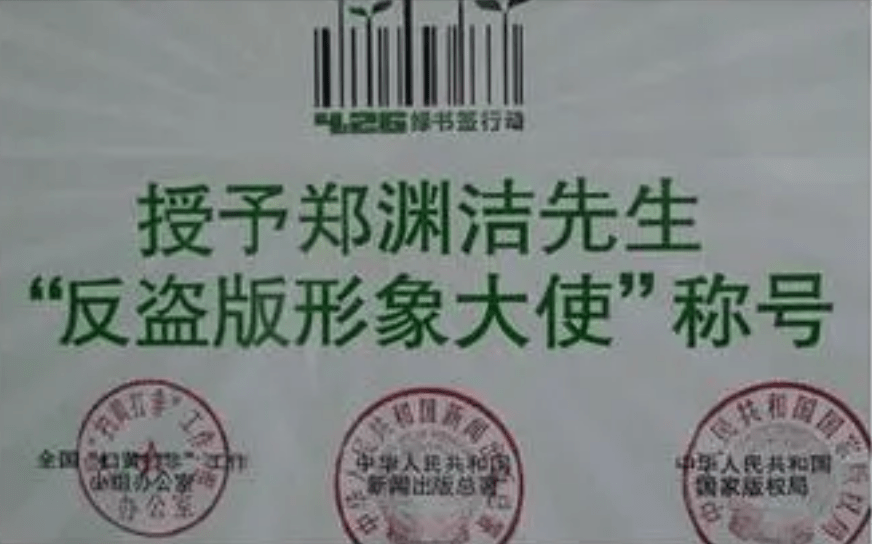 426绿书签行动
授予郑渊洁先生
“反盗版形象大使”称号
全国“扫黄打非”工作
小组办公室
中华人民共和国
新闻出版总署
中华人民共和国
国家版权局